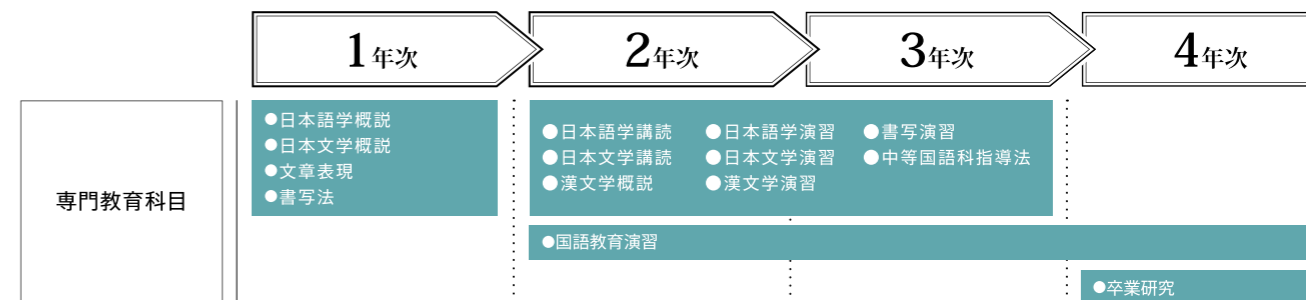 1年次
2年次
3年次
4年次
専門教育科目
●日本語学概説
●日本文学概説
●文章表現
●書写法
●日本語学講読 ●日本語学演習 ●書写演習
●日本文学講読 ●日本文学演習 ●中等国語科指導法
●漢文学概説 ●漢文学演習
●国語教育演習
●卒業研究